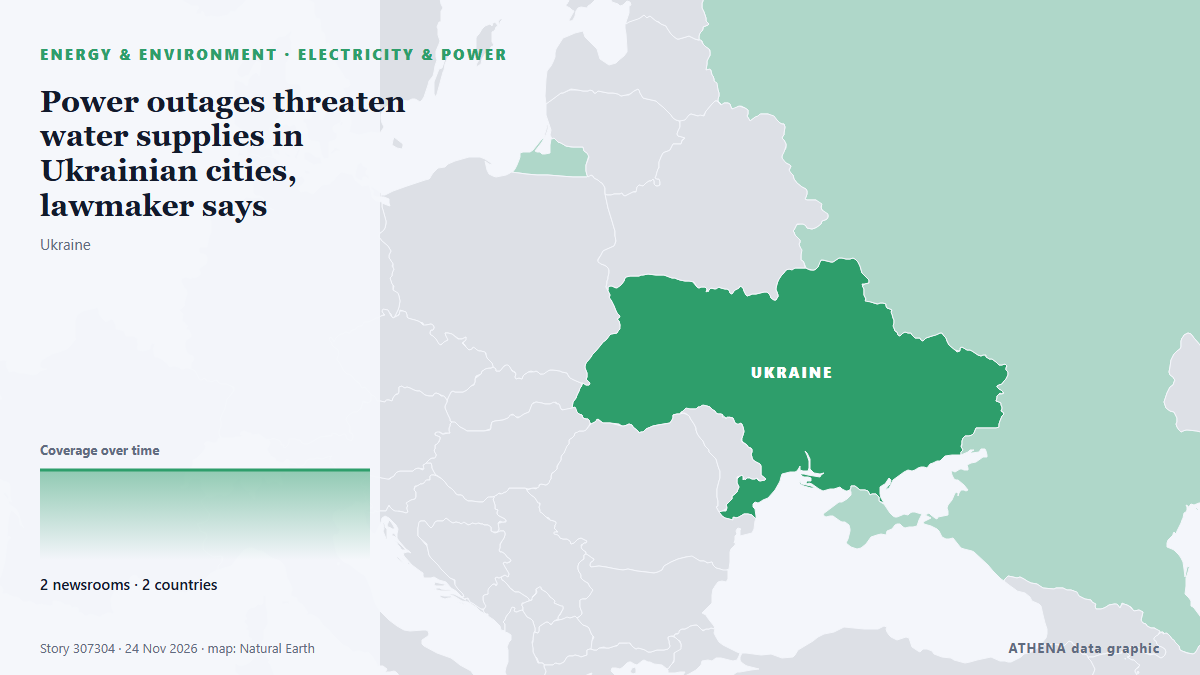 ENERGY & ENVIRONMENT · ELECTRICITY & POWER
Power outages threaten
water supplies in
Ukrainian cities,
lawmaker says
Ukraine
UKRAINE
Coverage over time
2 newsrooms · 2 countries
Story 307304 · 24 Nov 2026 · map: Natural Earth
ATHENA data graphic